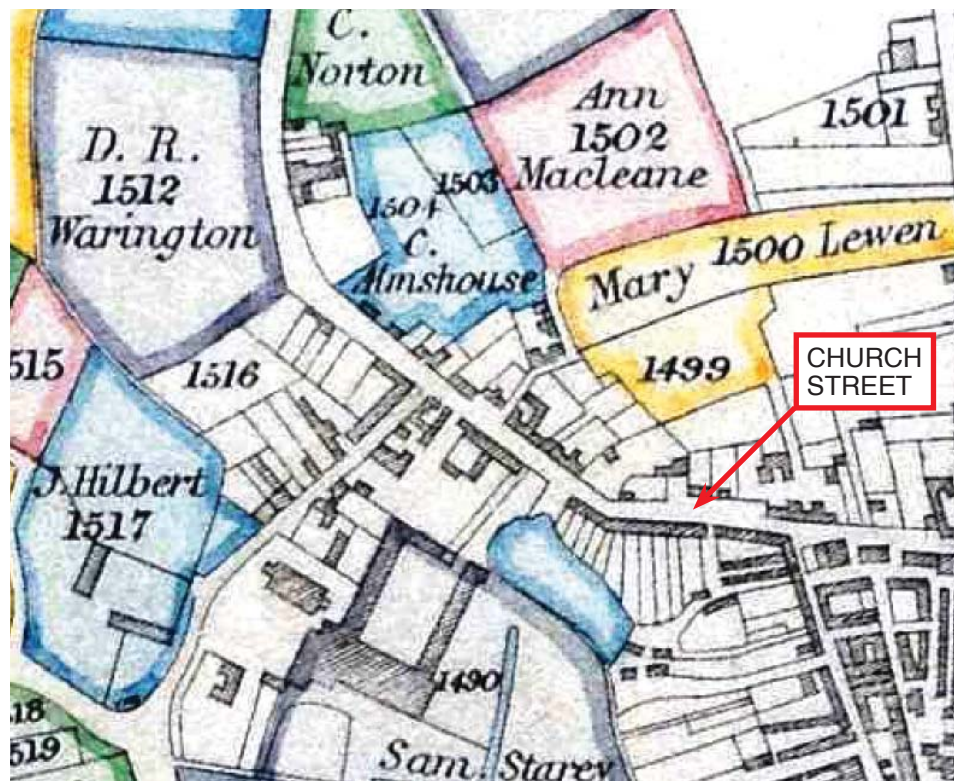 C.
Norton
Ann
1502
Macleane
1501
D. R.
1512
Warington
1503
1504
C.
Almshouse
Mary 1500 Lewen
515
1516
1499
CHURCH
STREET
J. Hilbert
1517
1490
18
519
Sam. Starey